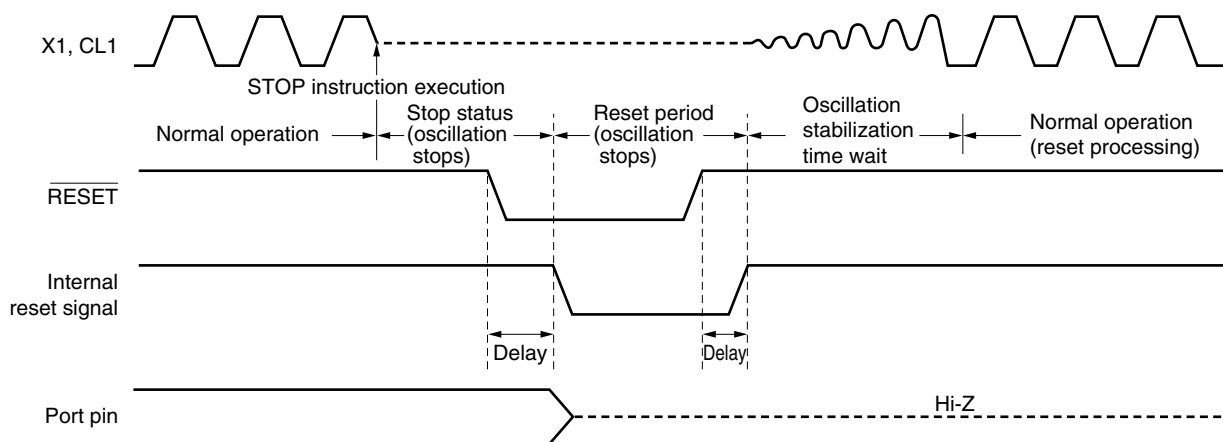 X1, CL1
STOP instruction execution
Normal operation
Stop status
(oscillation
stops)
Reset period
(oscillation
stops)
Oscillation
stabilization
time wait
Normal operation
(reset processing)
RESET
Internal
reset signal
Delay
Delay
Port pin
Hi-Z